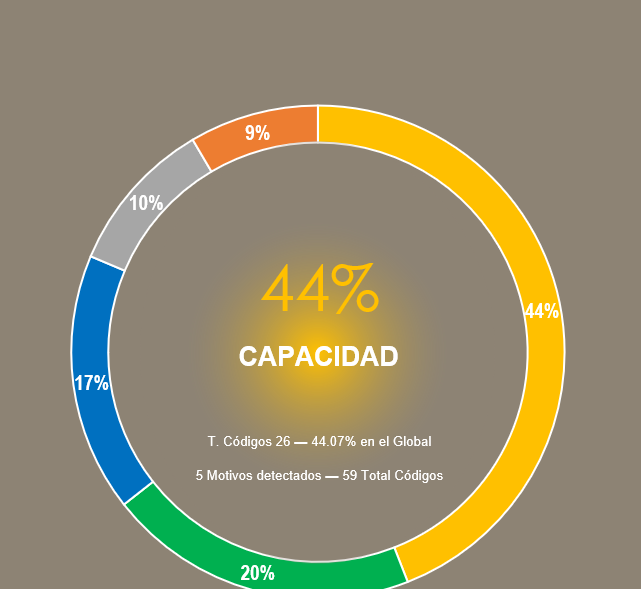 9%
10%
44%
44%
CAPACIDAD
17%
T. Códigos 26 — 44.07% en el Global
5 Motivos detectados — 59 Total Códigos
20%